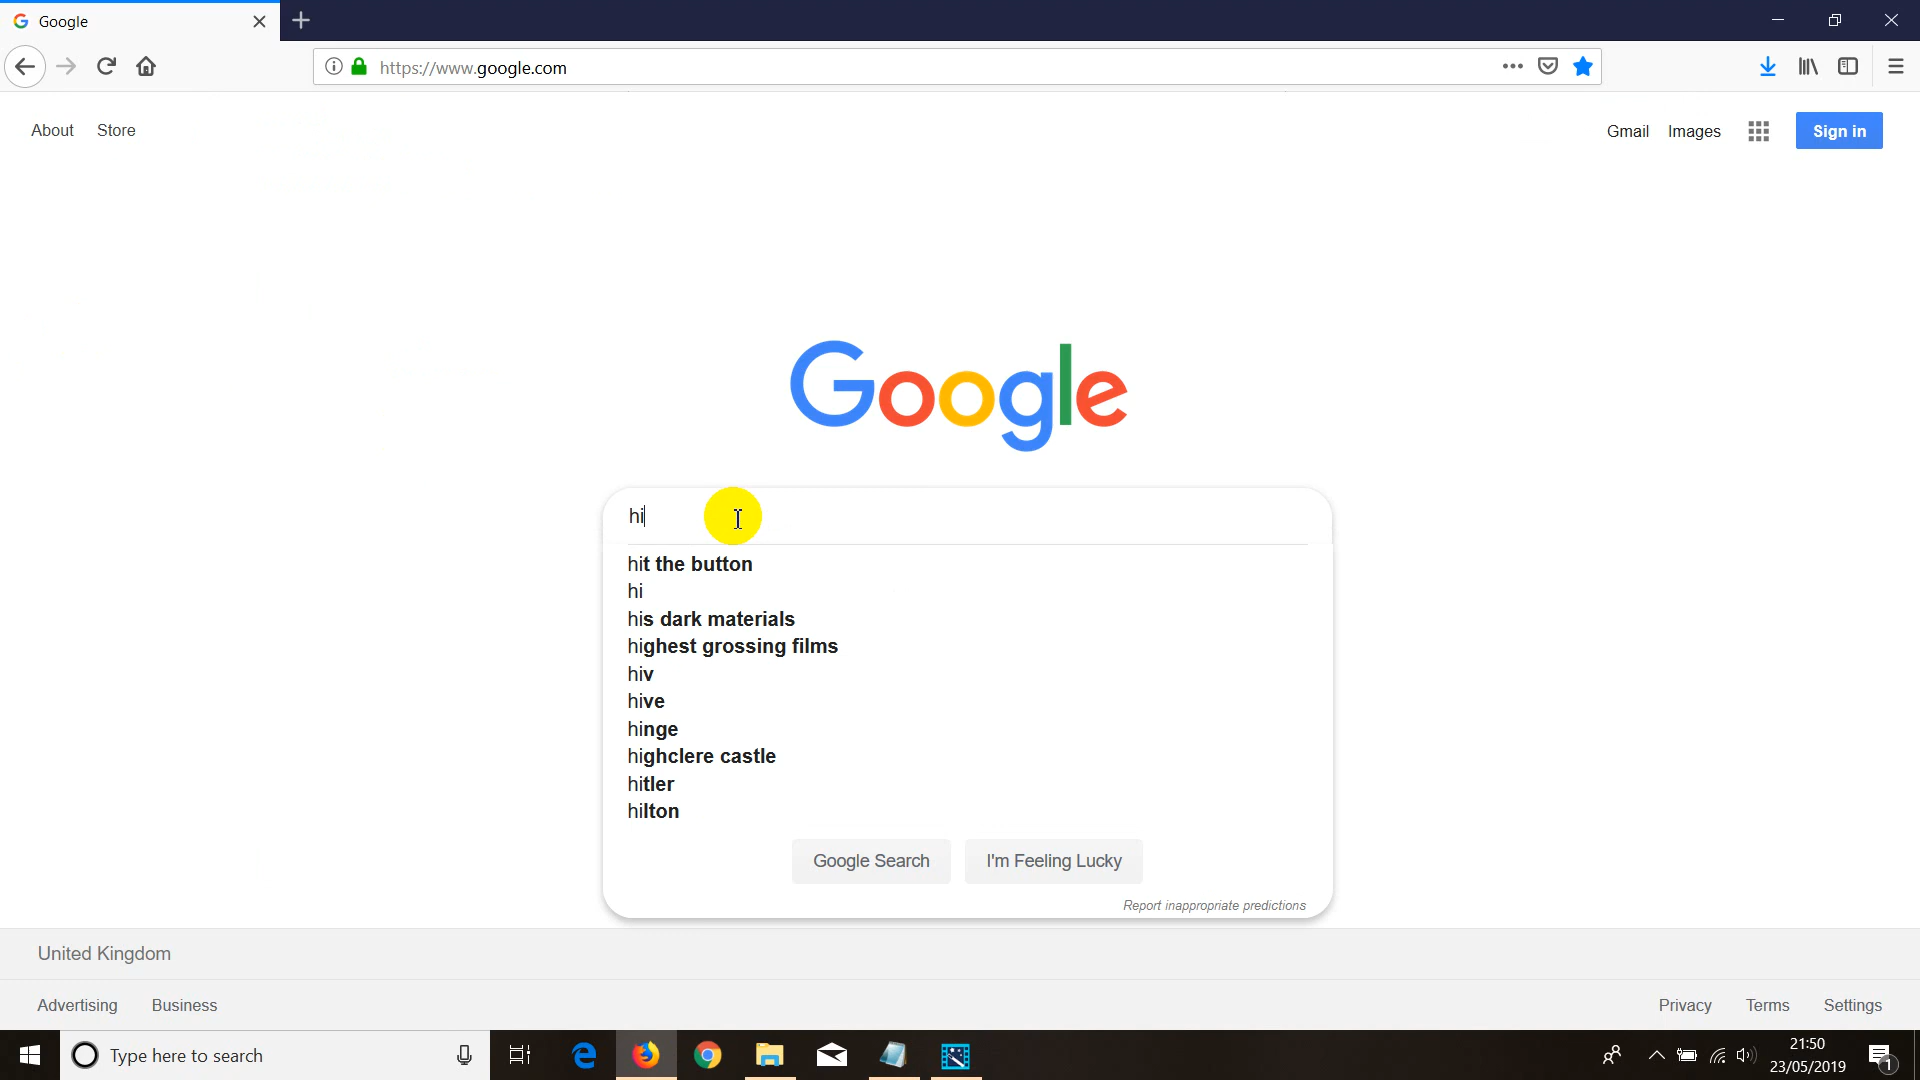 Google
https://www.google.com
About Store
Gmail Images Sign in
Google
hi
hit the button
hi
his dark materials
highest grossing films
hiv
hive
hinge
highclere castle
hitler
hilton
Google Search I'm Feeling Lucky
Report inappropriate predictions
United Kingdom
Advertising Business
Privacy Terms Settings
Type here to search
21:50
23/05/2019
1